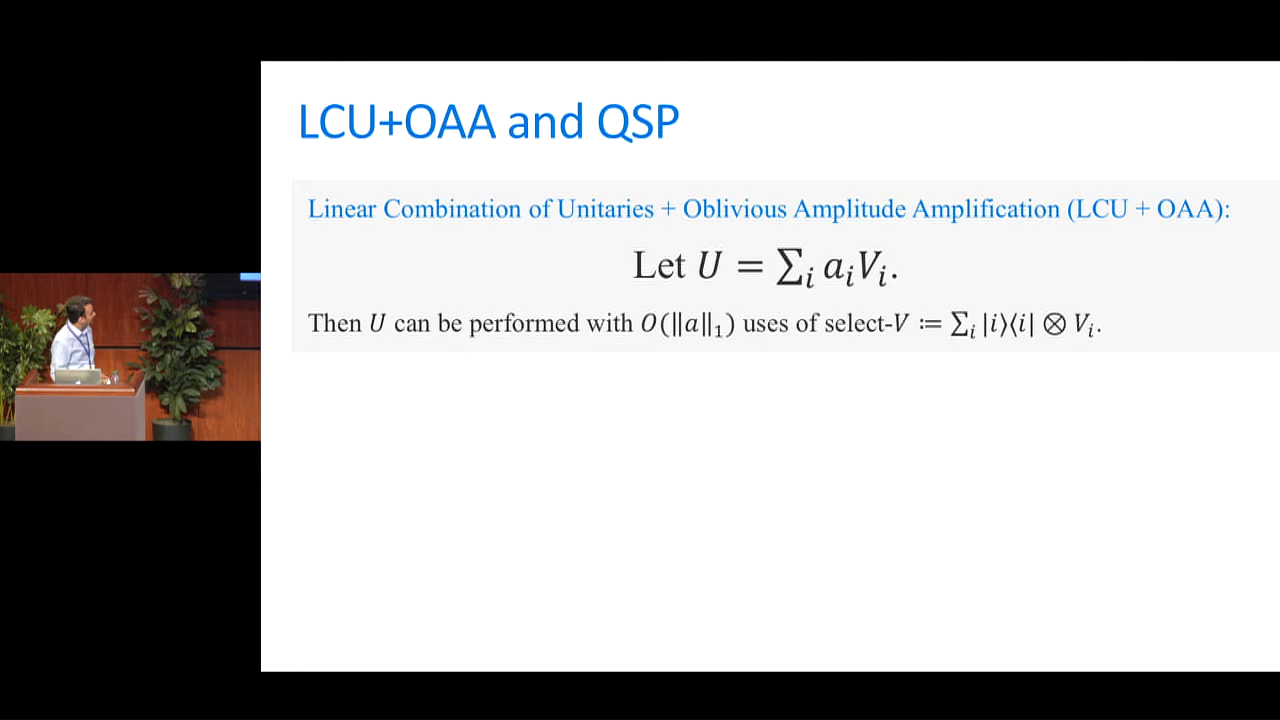 LCU+OAA and QSP
Linear Combination of Unitaries + Oblivious Amplitude Amplification (LCU + OAA):
Let U = ∑ᵢ aᵢVᵢ.
Then U can be performed with O(‖a‖₁) uses of select-V ≔ ∑ᵢ |i⟩⟨i| ⊗ Vᵢ.